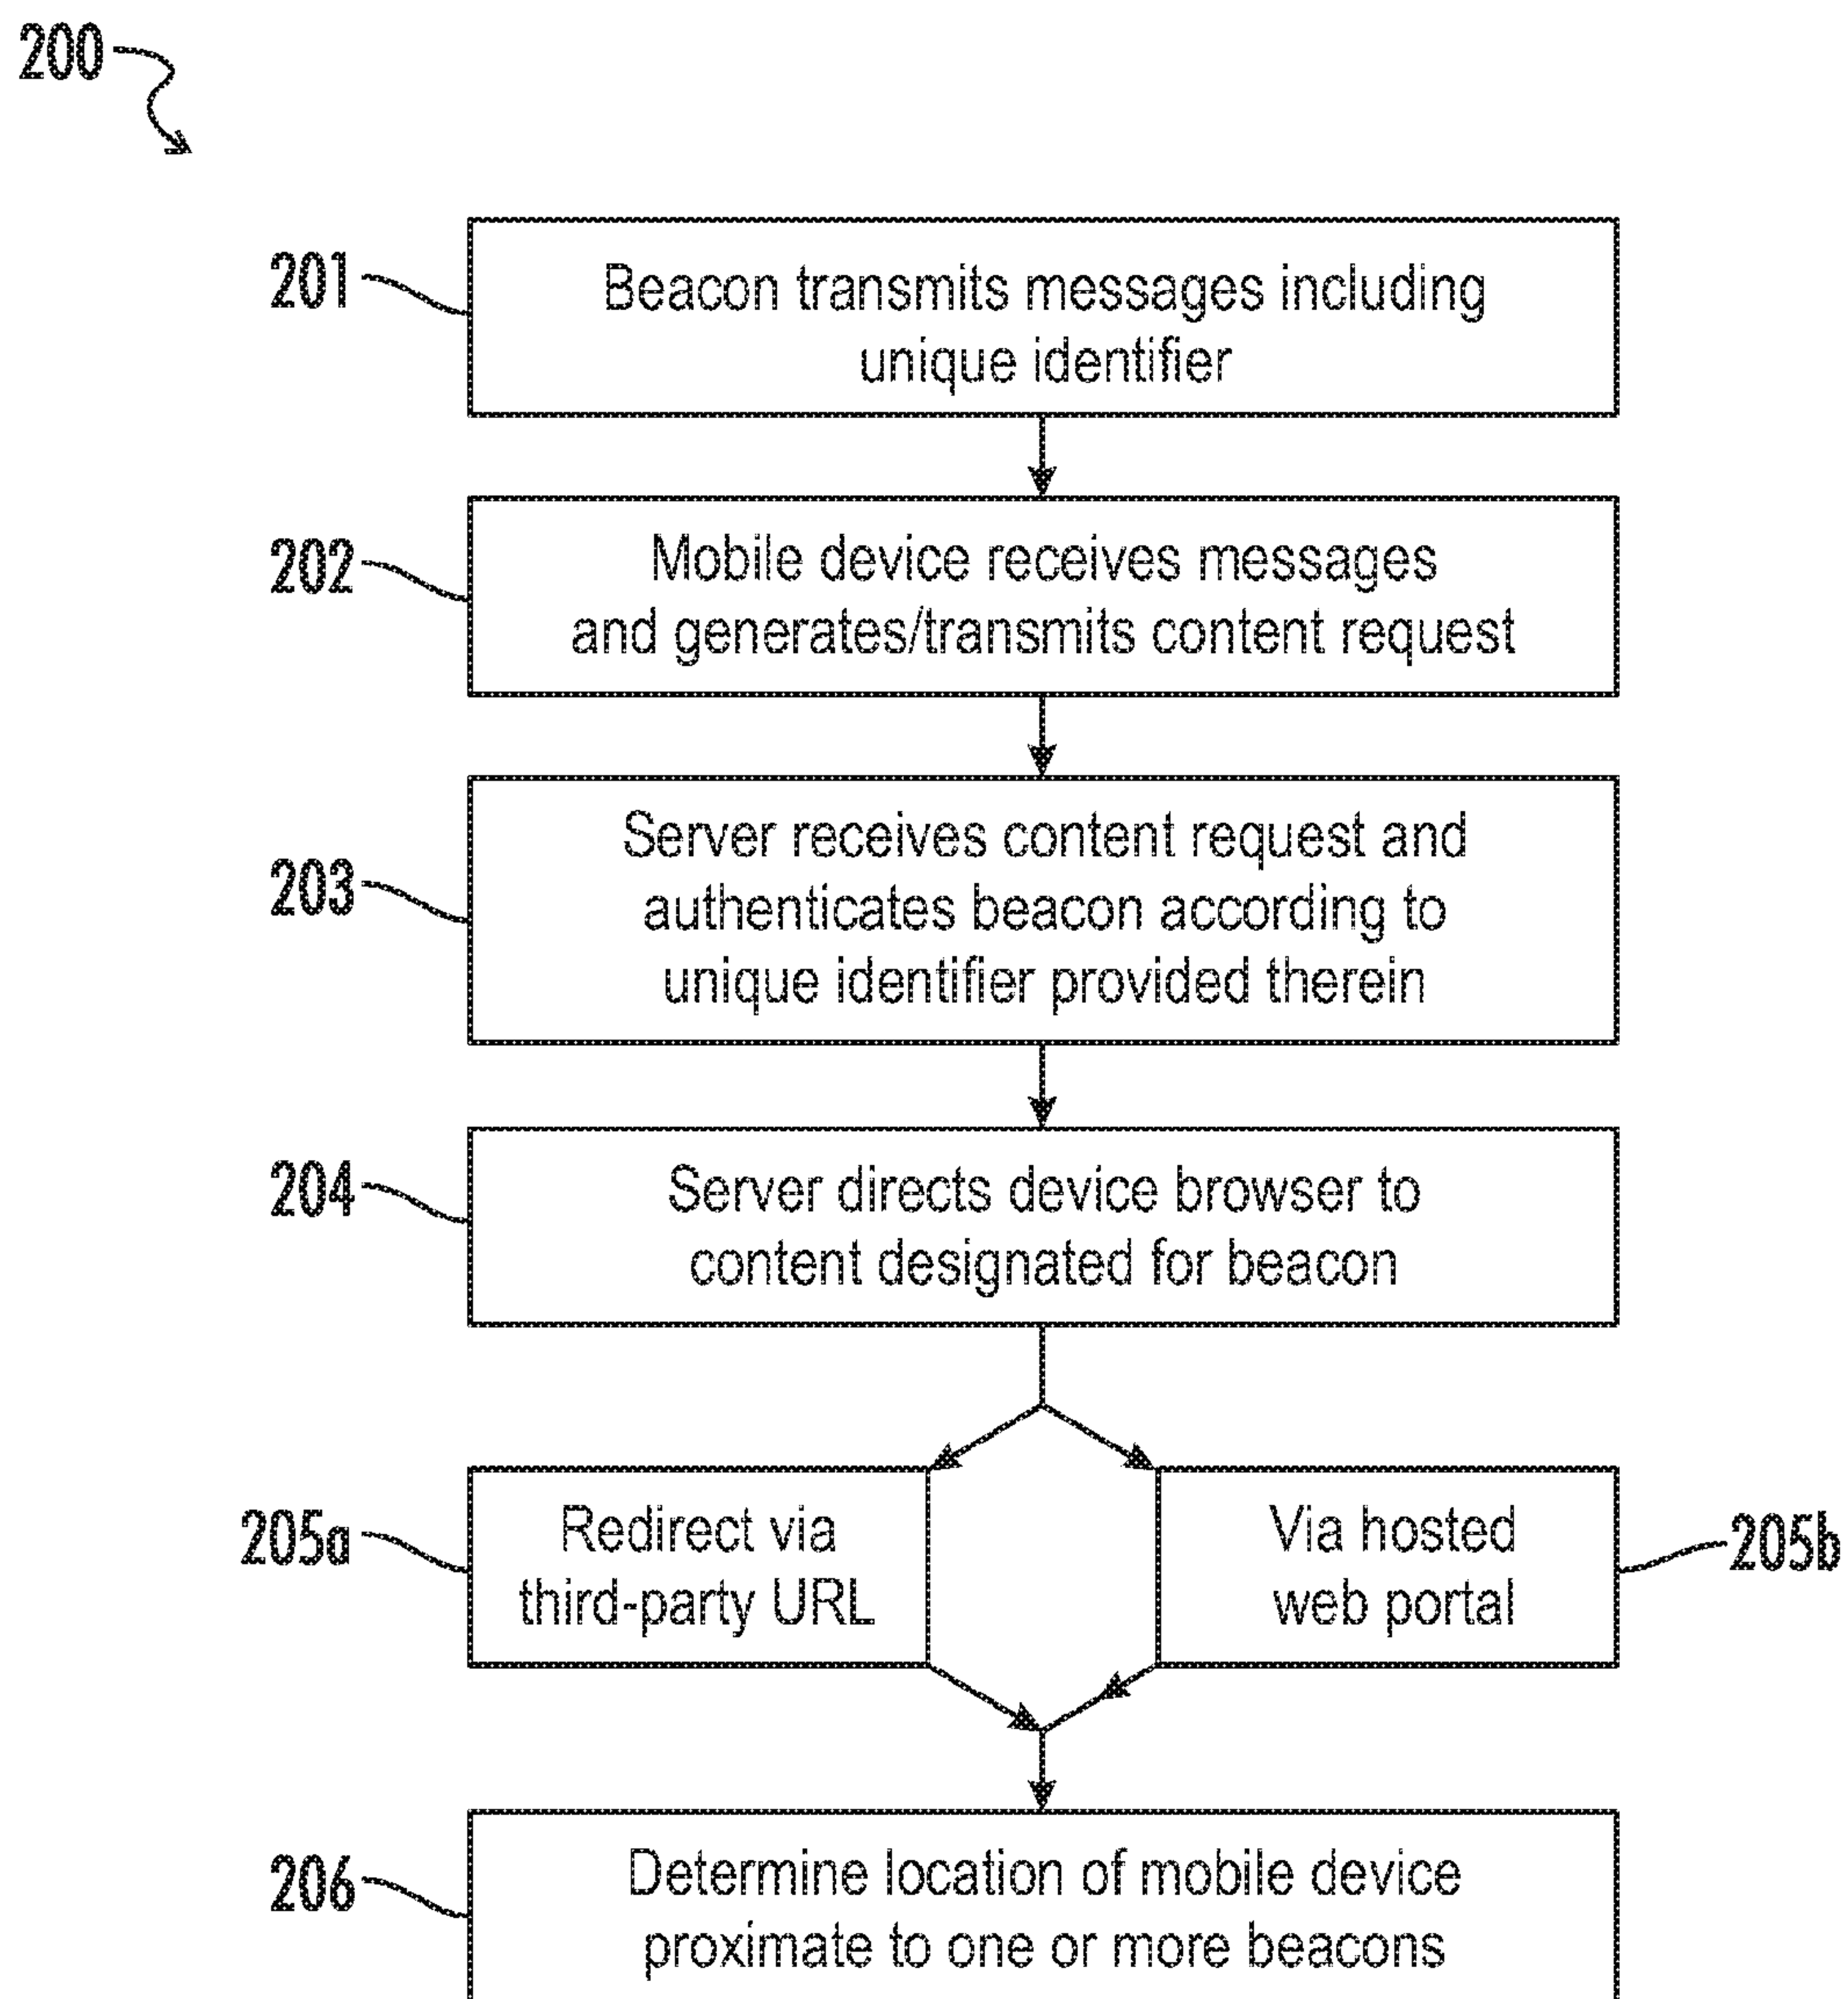 200
201
Beacon transmits messages including
unique identifier
202
Mobile device receives messages
and generates/transmits content request
203
Server receives content request and
authenticates beacon according to
unique identifier provided therein
204
Server directs device browser to
content designated for beacon
205a
Redirect via
third-party URL
Via hosted
web portal
205b
206
Determine location of mobile device
proximate to one or more beacons